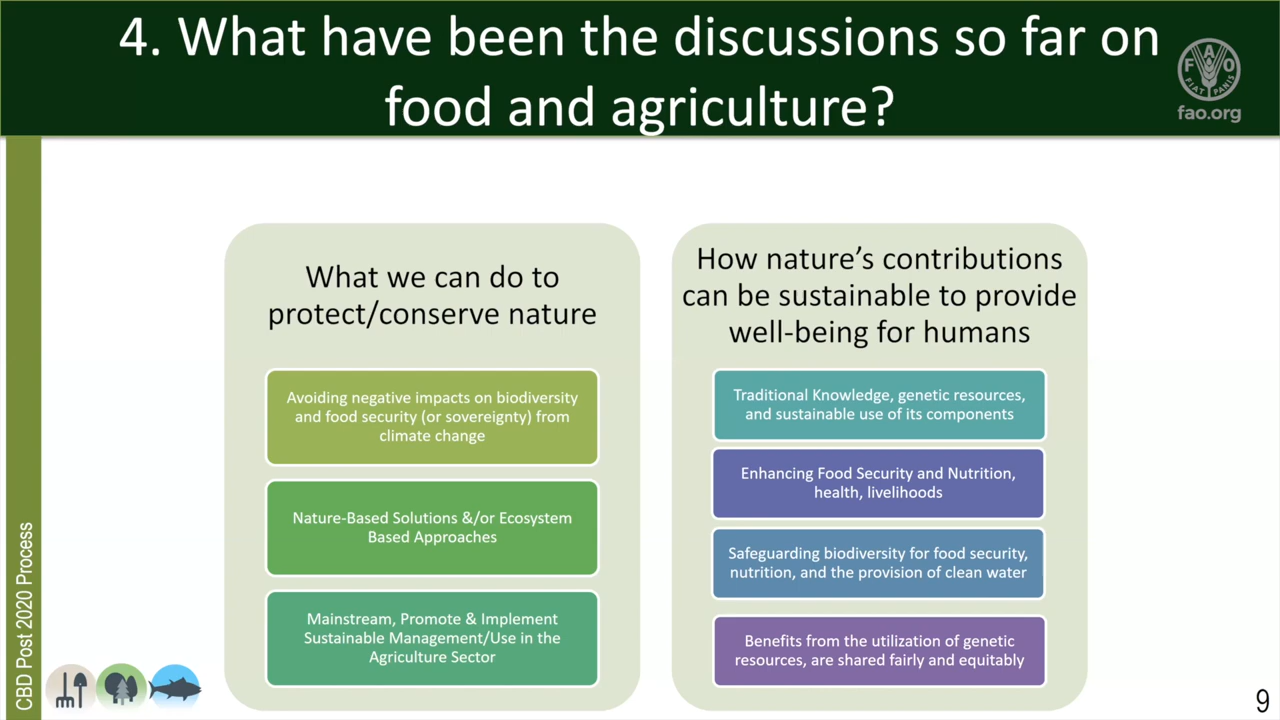 4. What have been the discussions so far on
food and agriculture?
F A O
FIAT PANIS
fao.org
What we can do to
protect/conserve nature
Avoiding negative impacts on biodiversity
and food security (or sovereignty) from
climate change
Nature-Based Solutions &/or Ecosystem
Based Approaches
Mainstream, Promote & Implement
Sustainable Management/Use in the
Agriculture Sector
How nature’s contributions
can be sustainable to provide
well-being for humans
Traditional Knowledge, genetic resources,
and sustainable use of its components
Enhancing Food Security and Nutrition,
health, livelihoods
Safeguarding biodiversity for food security,
nutrition, and the provision of clean water
Benefits from the utilization of genetic
resources, are shared fairly and equitably
CBD Post 2020 Process
9